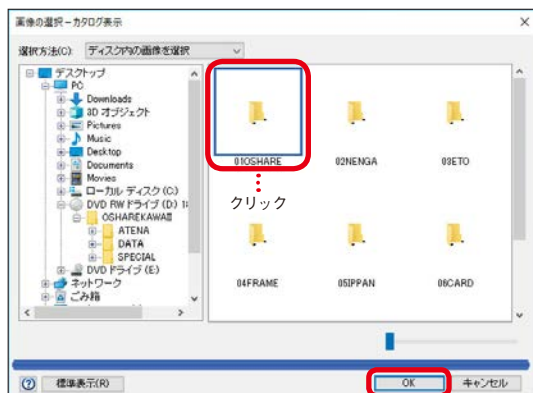 画像の選択－カタログ表示
選択方法(C): ディスク内の画像を選択
デスクトップ
PC
Downloads
3D オブジェクト
Pictures
Music
Desktop
Documents
Movies
ローカル ディスク (C:)
DVD RW ドライブ (D:)
OSHAREKAWAII
ATENA
DATA
SPECIAL
DVD ドライブ (E:)
ネットワーク
ごみ箱
01OSHARE 02NENGA 03ETO
クリック
04FRAME 05IPPAN 06CARD
標準表示(R) OK キャンセル